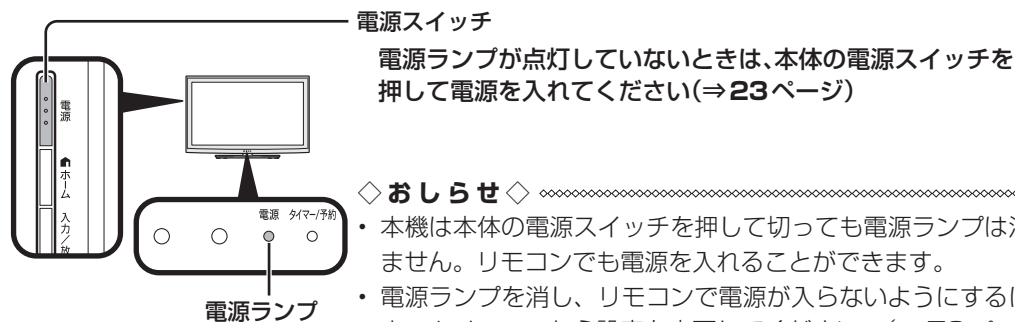 電源スイッチ
電源ランプが点灯していないときは、本体の電源スイッチを
押して電源を入れてください(⇒23ページ)
電源
ホーム
入力/放
電源 タイマー/予約
電源ランプ
◇おしらせ◇
• 本機は本体の電源スイッチを押して切っても電源ランプは
ません。リモコンでも電源を入れることができます。
• 電源ランプを消し、リモコンで電源が入らないようにする